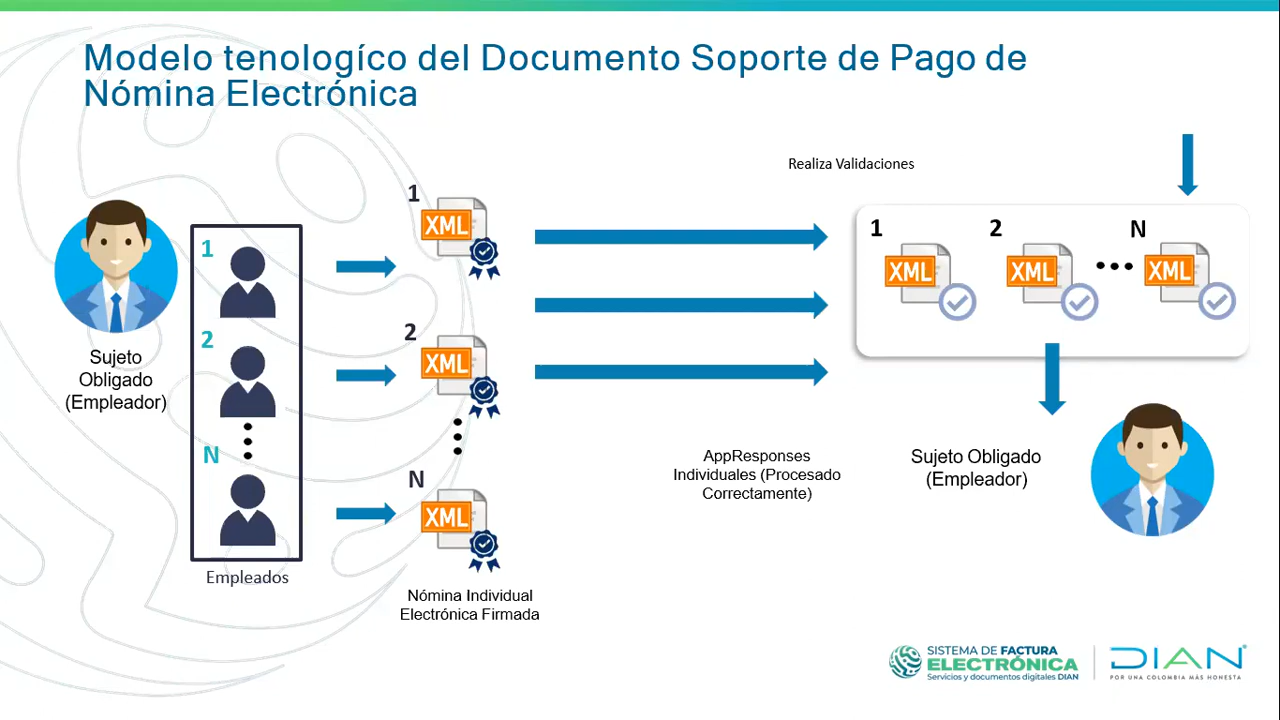 Modelo tenologíco del Documento Soporte de Pago de
Nómina Electrónica
Realiza Validaciones
1
2
N
Sujeto
Obligado
(Empleador)
1
2
N
Empleados
1
XML
2
XML
N
XML
Nómina Individual
Electrónica Firmada
XML
XML
XML
AppResponses
Individuales (Procesado
Correctamente)
Sujeto Obligado
(Empleador)
SISTEMA DE FACTURA
ELECTRÓNICA
Servicios y documentos digitales DIAN
DIAN
POR UNA COLOMBIA MÁS HONESTA